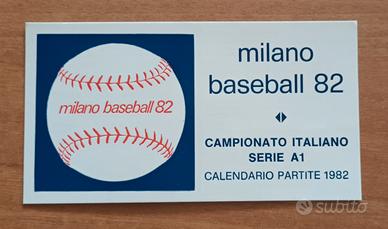 milano baseball 82
milano
baseball 82
CAMPIONATO ITALIANO
SERIE A1
CALENDARIO PARTITE 1982
subito